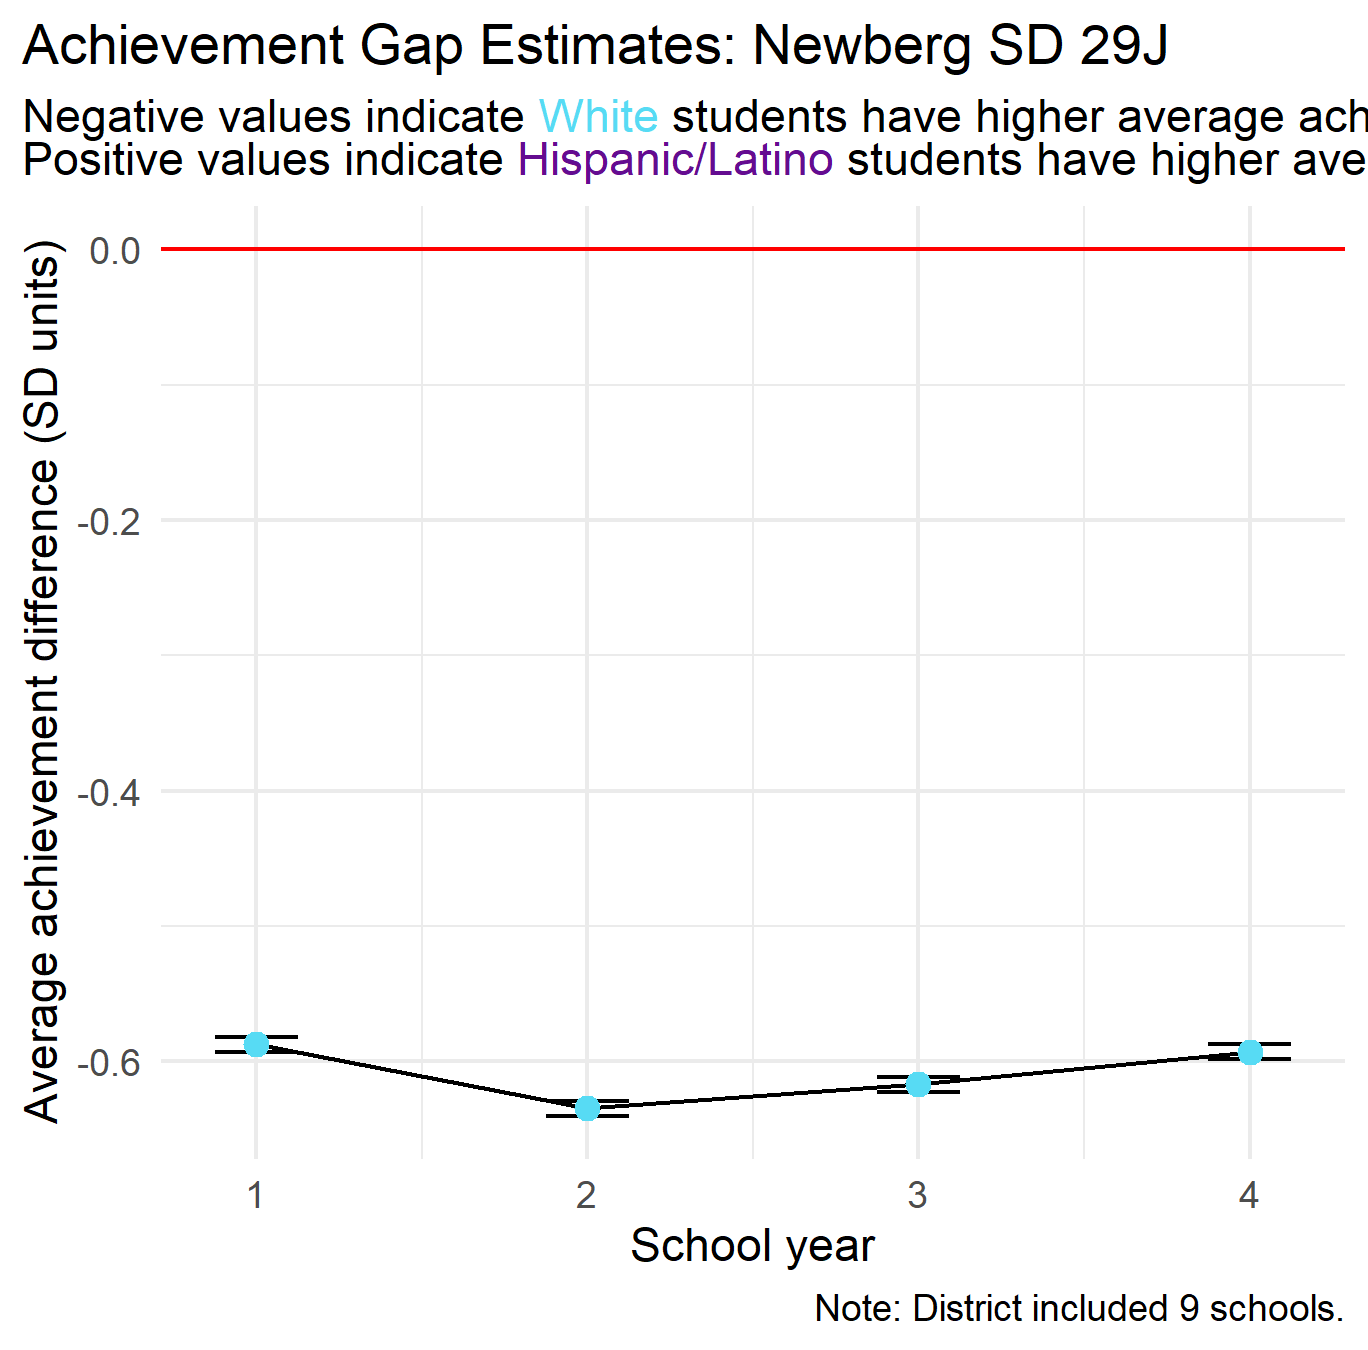 Achievement Gap Estimates: Newberg SD 29J
Negative values indicate White students have higher average ach
Positive values indicate Hispanic/Latino students have higher ave
Average achievement difference (SD units)
0.0
-0.2
-0.4
-0.6
1 2 3 4
School year
Note: District included 9 schools.